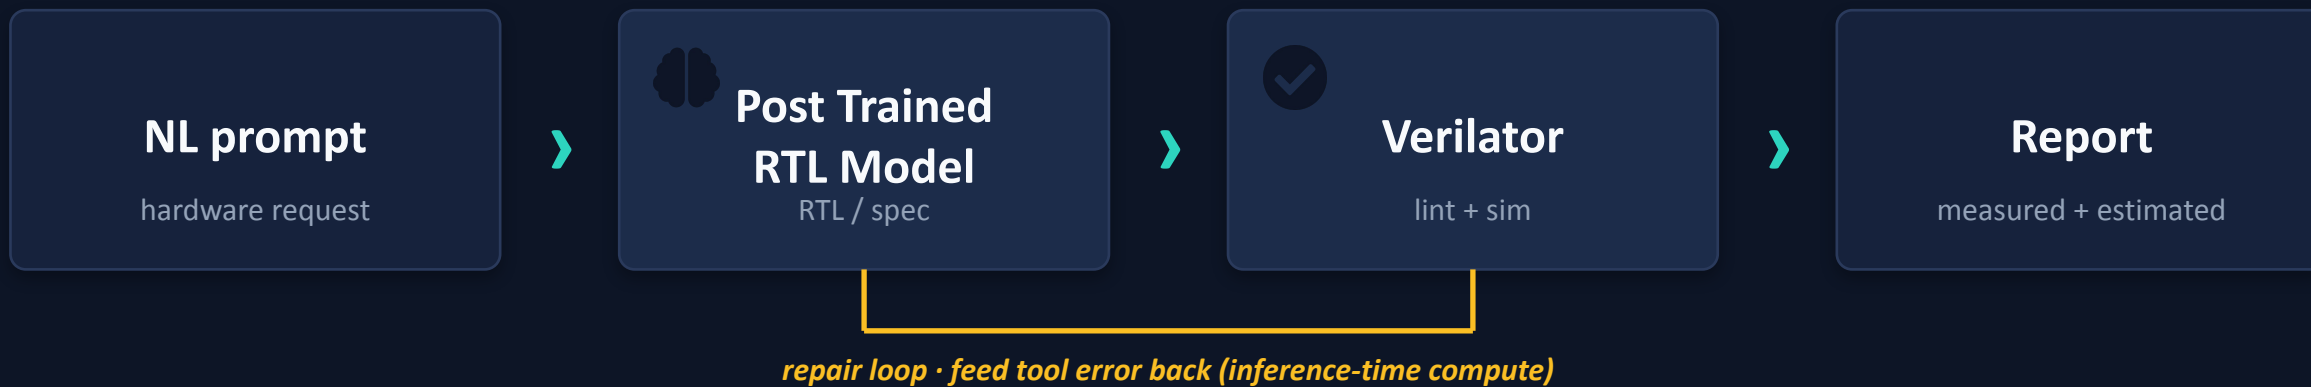 NL prompt
hardware request
›
Post Trained
RTL Model
RTL / spec
›
Verilator
lint + sim
›
Report
measured + estimated
repair loop · feed tool error back (inference-time compute)